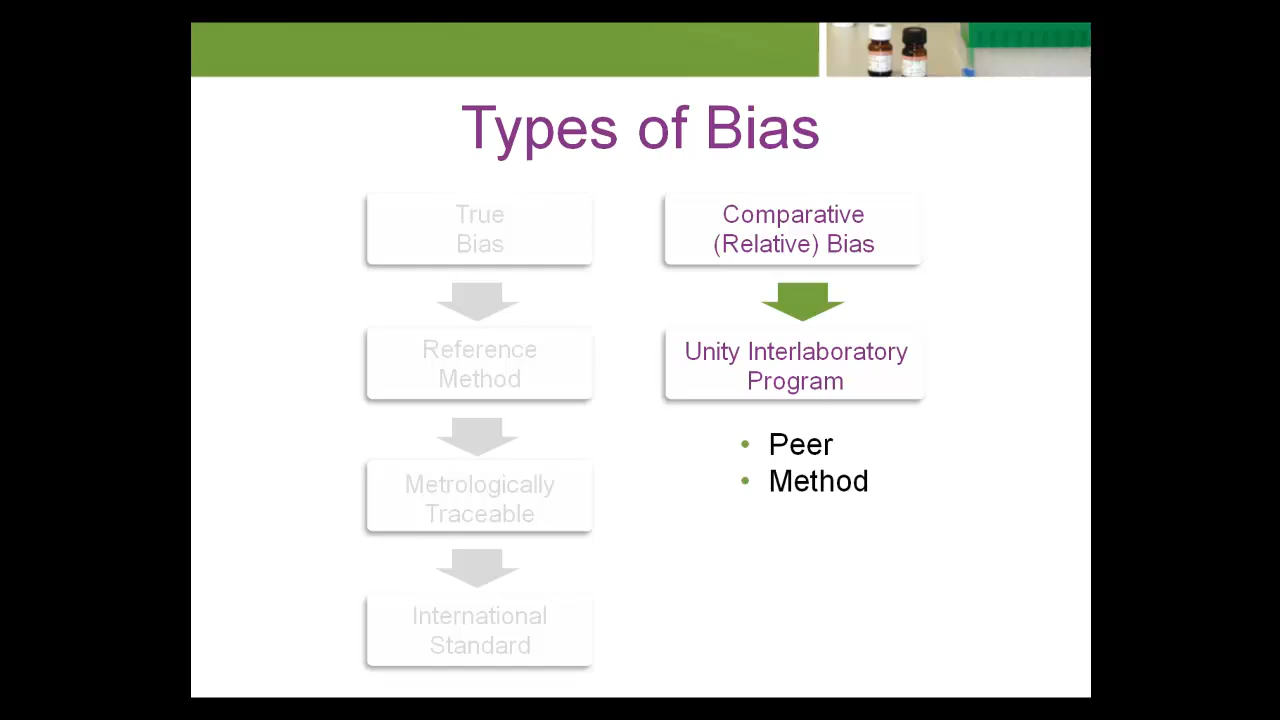 Types of Bias
True
Bias
Reference
Method
Metrologically
Traceable
International
Standard
Comparative
(Relative) Bias
Unity Interlaboratory
Program
• Peer
• Method